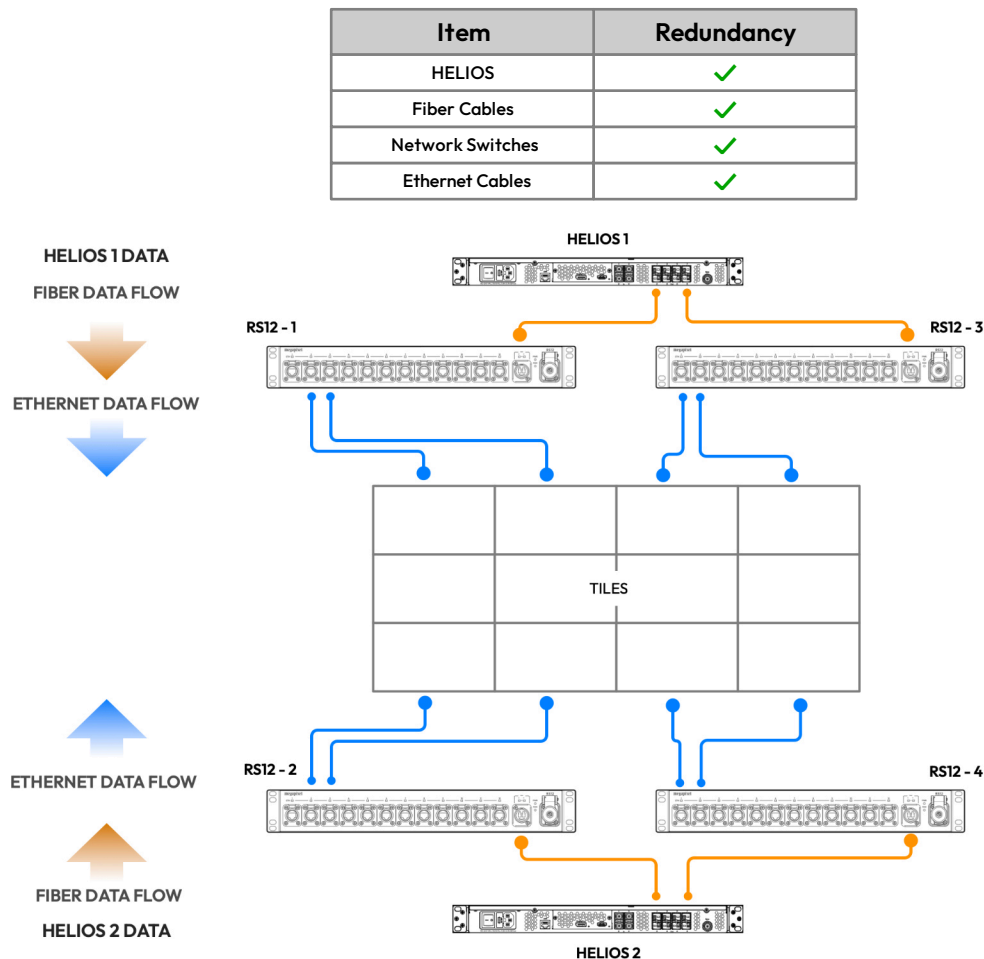 Item Redundancy
HELIOS
Fiber Cables
Network Switches
Ethernet Cables
HELIOS 1
HELIOS 1 DATA
FIBER DATA FLOW
RS12 - 1
RS12 - 3
ETHERNET DATA FLOW
TILES
ETHERNET DATA FLOW
RS12 - 2
RS12 - 4
FIBER DATA FLOW
HELIOS 2 DATA
HELIOS 2